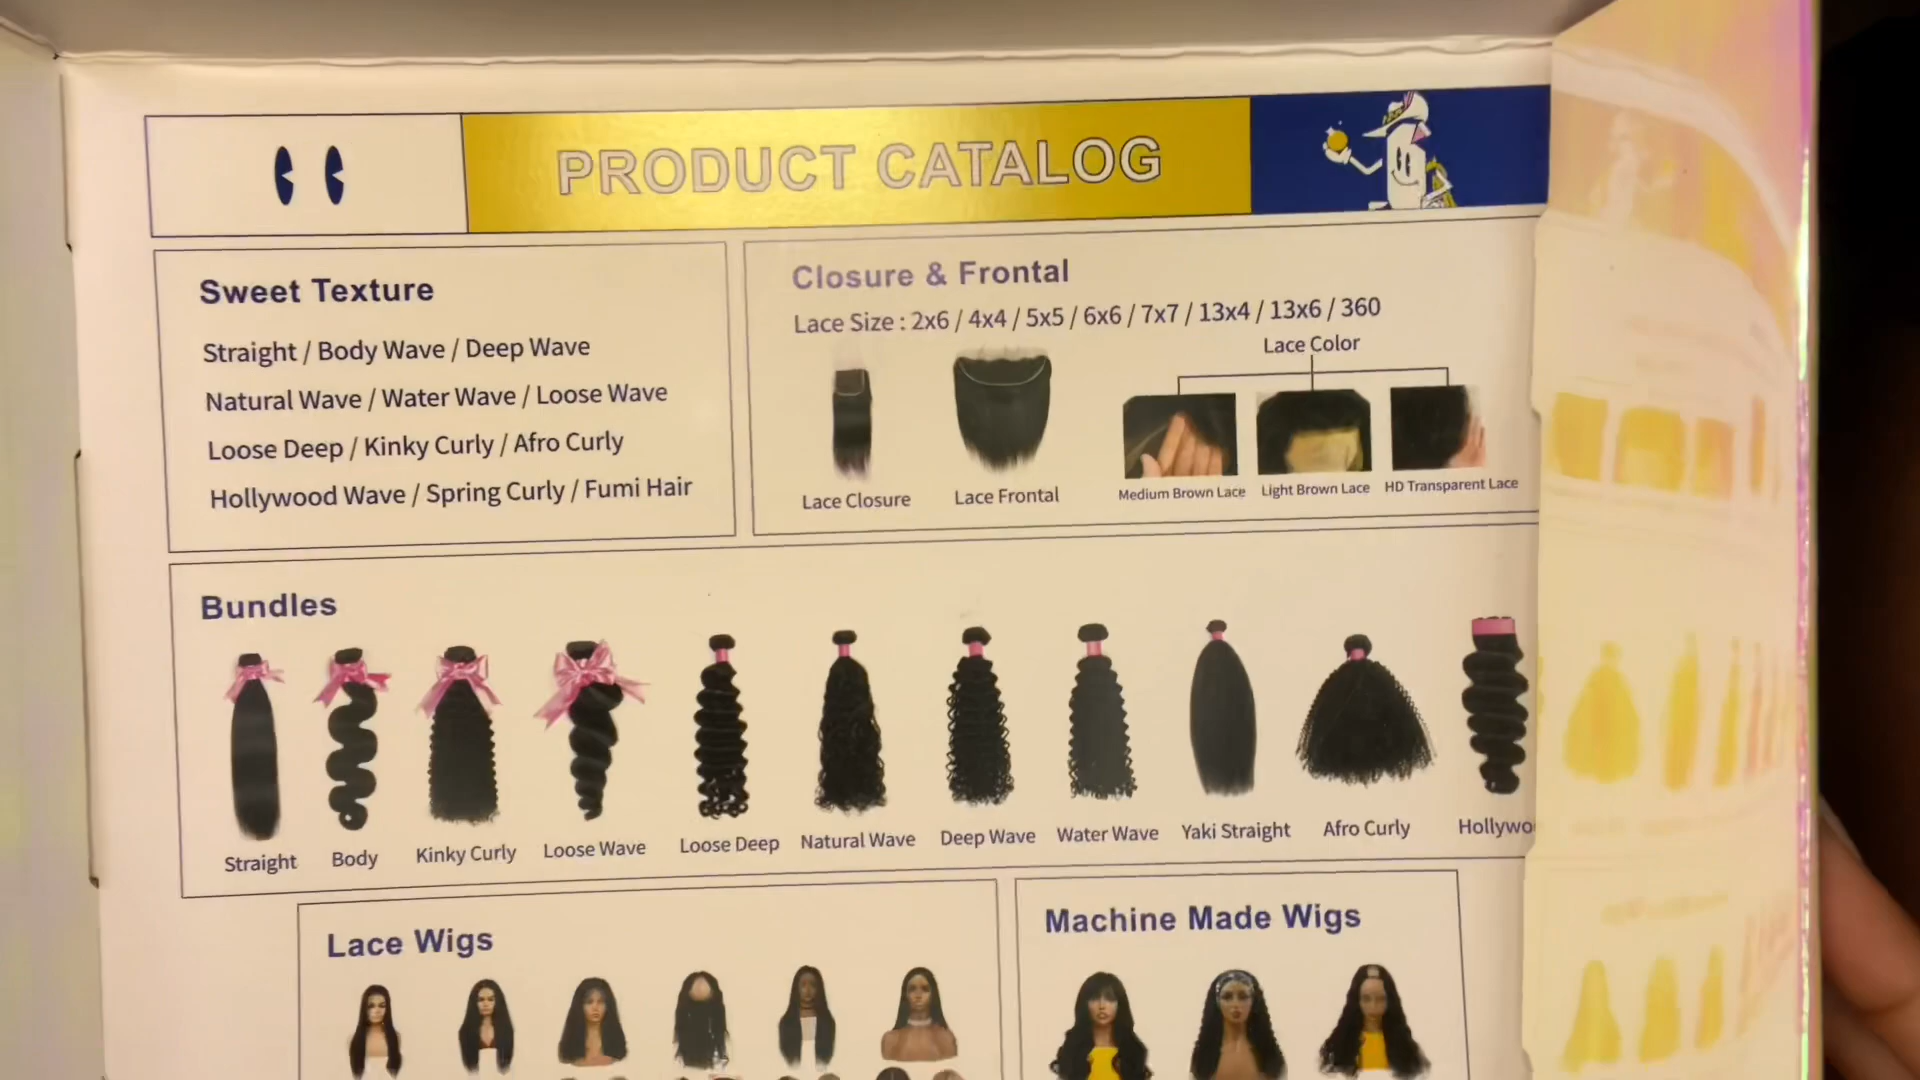 PRODUCT CATALOG
Sweet Texture
Straight / Body Wave / Deep Wave
Natural Wave / Water Wave / Loose Wave
Loose Deep / Kinky Curly / Afro Curly
Hollywood Wave / Spring Curly / Fumi Hair
Closure & Frontal
Lace Size : 2x6 / 4x4 / 5x5 / 6x6 / 7x7 / 13x4 / 13x6 / 360
Lace Color
Lace Closure
Lace Frontal
Medium Brown Lace
Light Brown Lace
HD Transparent Lace
Bundles
Straight
Body
Kinky Curly
Loose Wave
Loose Deep
Natural Wave
Deep Wave
Water Wave
Yaki Straight
Afro Curly
Hollywo
Lace Wigs
Machine Made Wigs